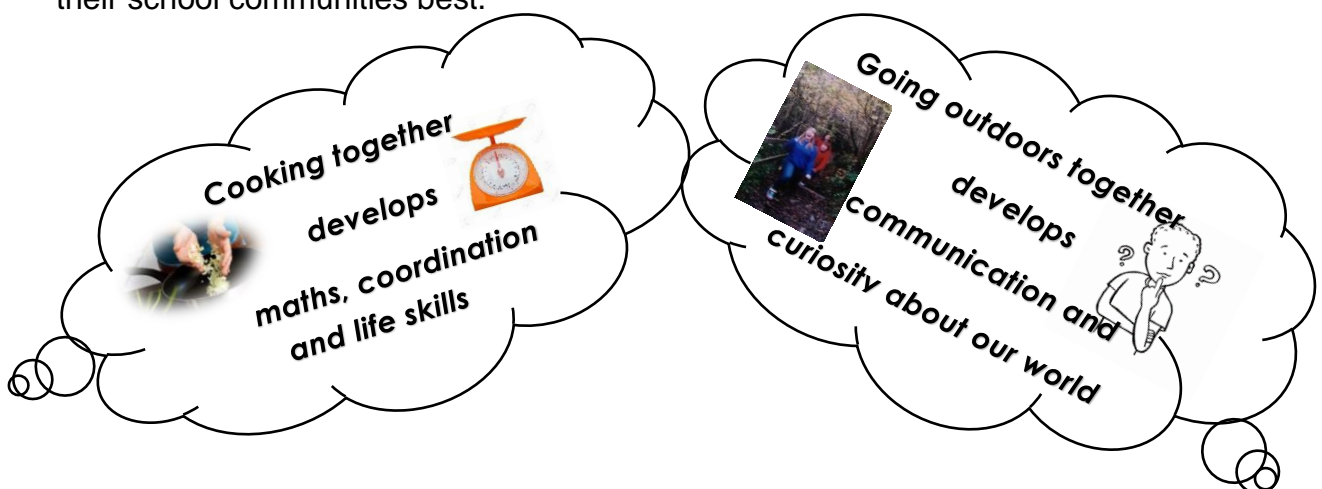 their school communities best.
Cooking together
develops
maths, coordination
and life skills
Going outdoors together
develops
communication and
curiosity about our world
? ?